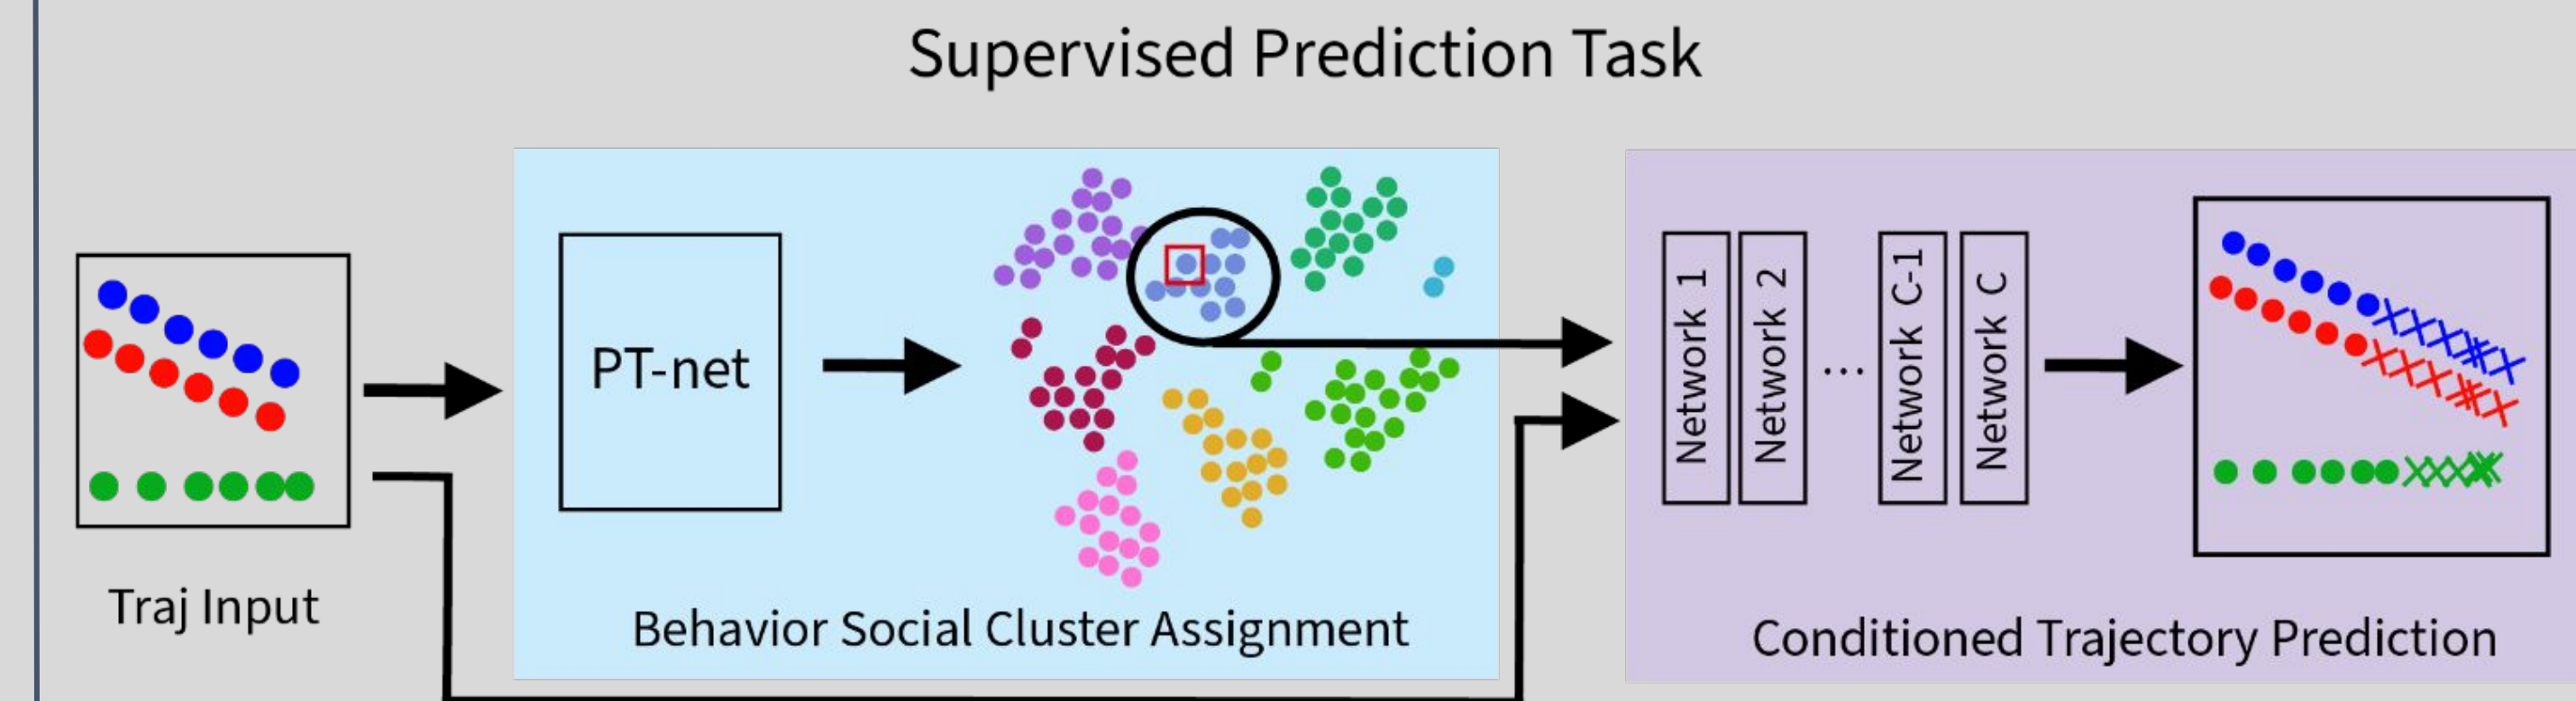 Supervised Prediction Task
Traj Input
PT-net
Behavior Social Cluster Assignment
Network 1
Network 2
...
Network C-1
Network C
Conditioned Trajectory Prediction